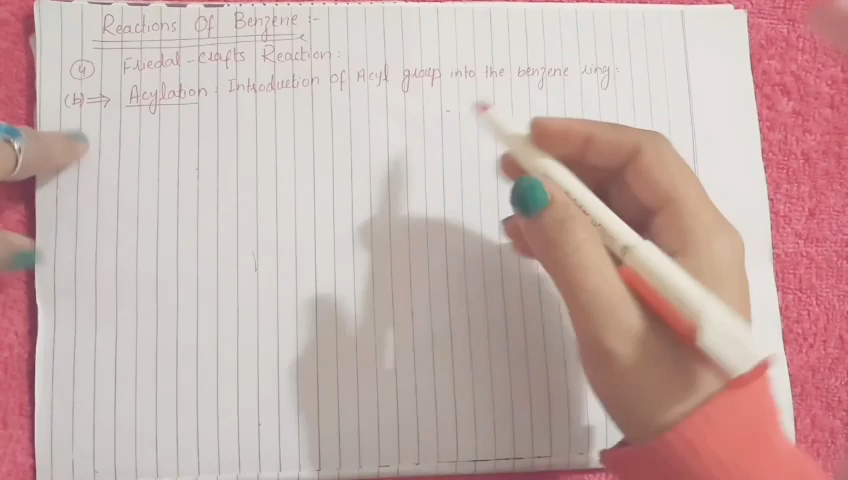 Reactions Of Benzene :-
4 Friedal-Crafts Reaction :
(b) ⇒ Acylation : Introduction of Acyl group into the benzene ring :